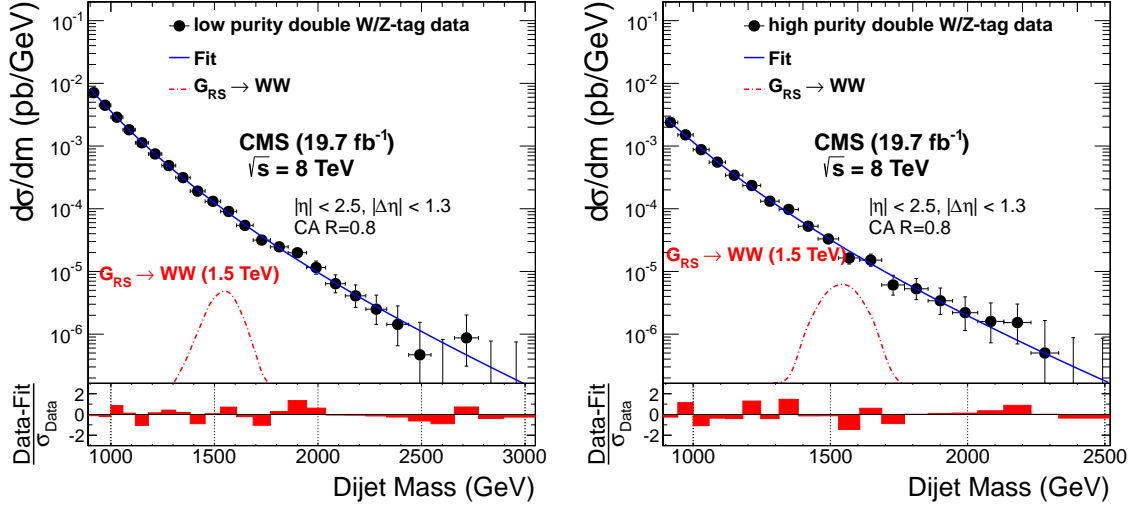 low purity double W/Z-tag data
Fit
G_RS → WW
CMS (19.7 fb⁻¹)
√s = 8 TeV
|η| < 2.5, |Δη| < 1.3
CA R=0.8
G_RS → WW (1.5 TeV)
dσ/dm (pb/GeV)
10⁻¹
10⁻²
10⁻³
10⁻⁴
10⁻⁵
10⁻⁶
Data-Fit
σ_Data
2
0
-2
1000 1500 2000 2500 3000
Dijet Mass (GeV)
high purity double W/Z-tag data
Fit
G_RS → WW
CMS (19.7 fb⁻¹)
√s = 8 TeV
|η| < 2.5, |Δη| < 1.3
CA R=0.8
G_RS → WW (1.5 TeV)
dσ/dm (pb/GeV)
10⁻¹
10⁻²
10⁻³
10⁻⁴
10⁻⁵
10⁻⁶
Data-Fit
σ_Data
2
0
-2
1000 1500 2000 2500
Dijet Mass (GeV)